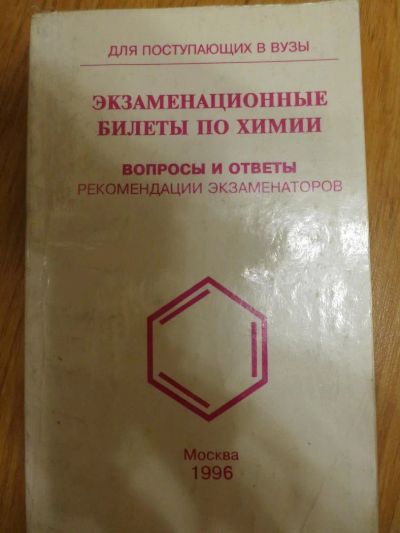 ДЛЯ ПОСТУПАЮЩИХ В ВУЗЫ
ЭКЗАМЕНАЦИОННЫЕ
БИЛЕТЫ ПО ХИМИИ
ВОПРОСЫ И ОТВЕТЫ
РЕКОМЕНДАЦИИ ЭКЗАМЕНАТОРОВ
Москва
1996